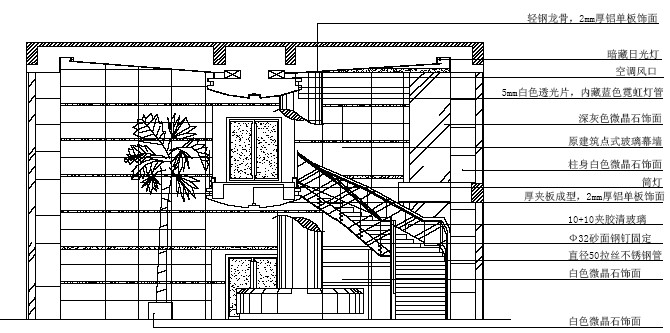 轻钢龙骨，2mm厚铝单板饰面
暗藏日光灯
空调风口
5mm白色透光片，内藏蓝色霓虹灯管
深灰色微晶石饰面
原建筑点式玻璃幕墙
柱身白色微晶石饰面
筒灯
厚夹板成型，2mm厚铝单板饰面
10+10夹胶清玻璃
Φ32砂面钢钉固定
直径50拉丝不锈钢管
白色微晶石饰面
白色微晶石饰面